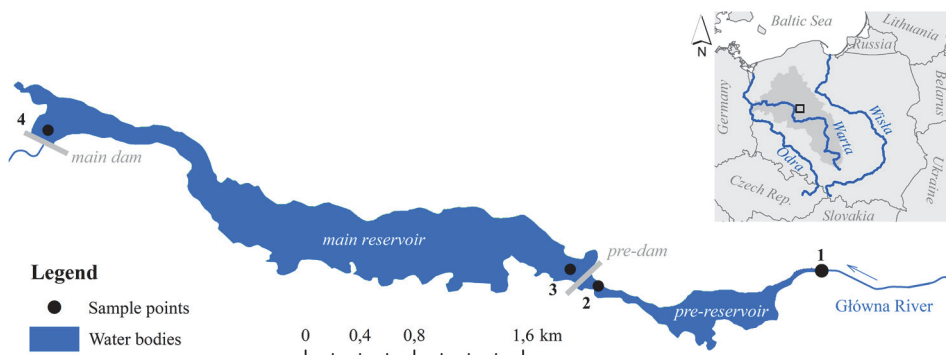 Baltic Sea
Lithuania
Russia
N
Germany
Belarus
Wisła
Warta
Odra
Ukraine
Czech Rep.
Slovakia
4
main dam
main reservoir
pre-dam
3
2
1
pre-reservoir
Główna River
Legend
Sample points
Water bodies
0 0,4 0,8 1,6 km